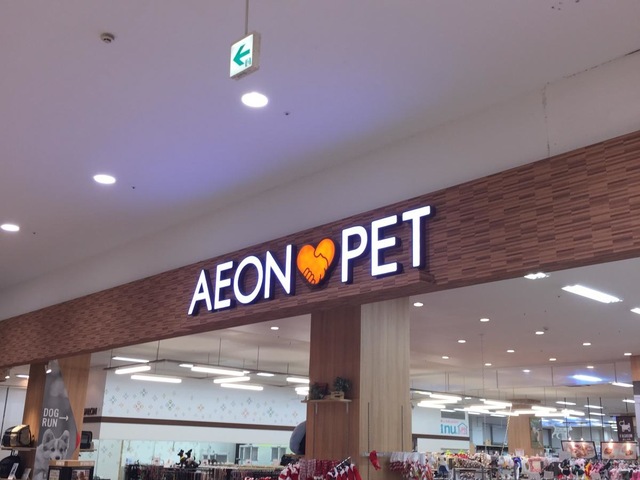 AEON PET
DOG →
RUN
inu